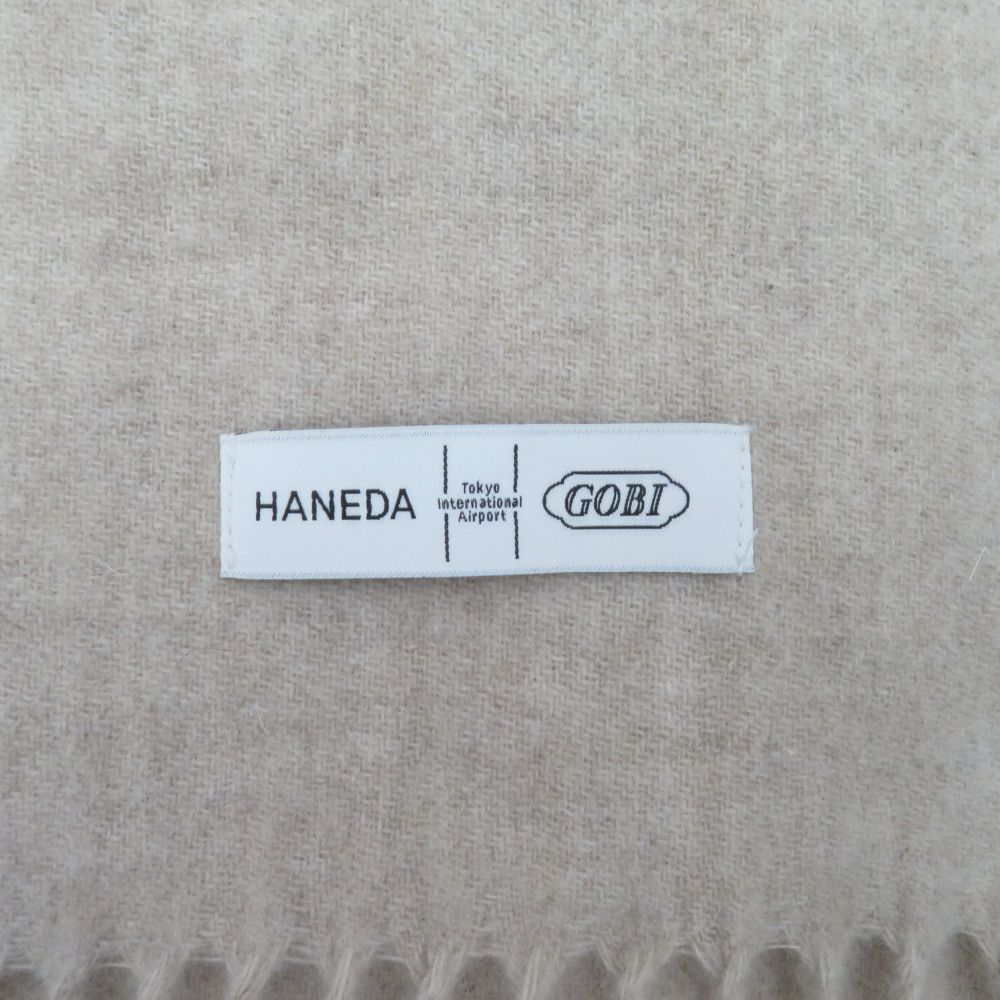 HANEDA
Tokyo
International
Airport
GOBI